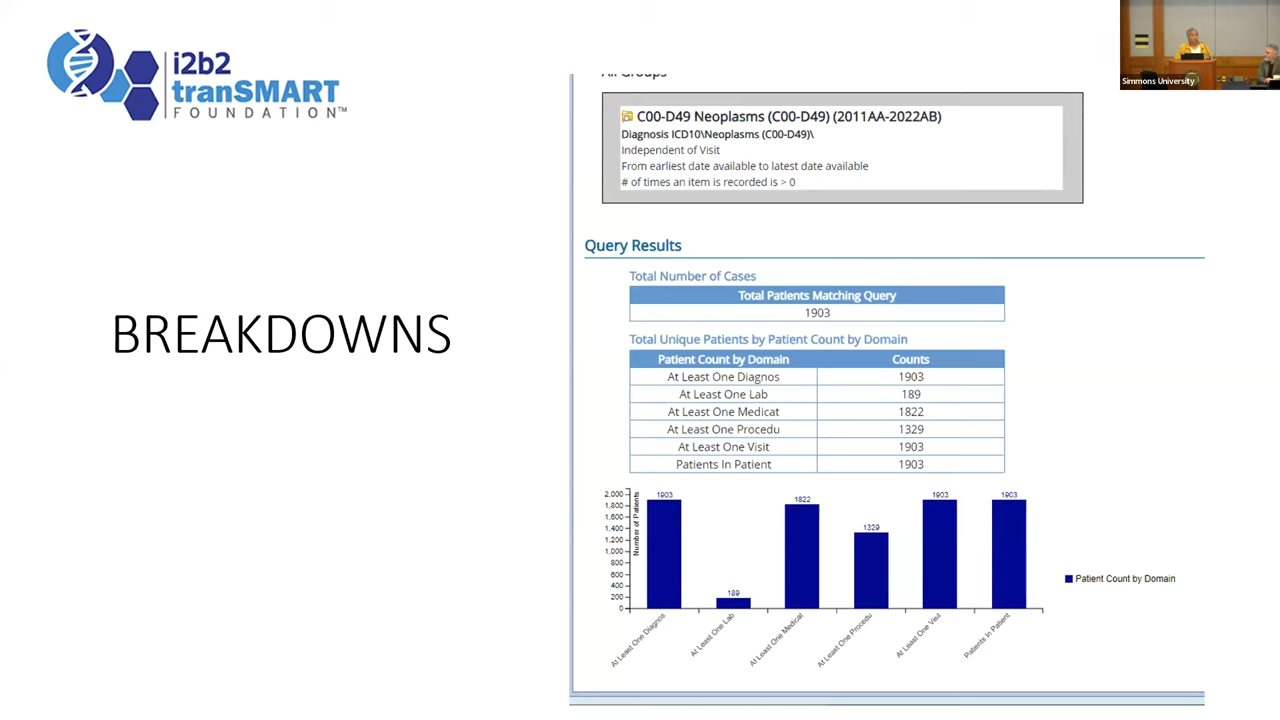 i2b2
tranSMART
FOUNDATION™
Simmons University
BREAKDOWNS
All Groups
C00-D49 Neoplasms (C00-D49) (2011AA-2022AB)
Diagnosis ICD10\Neoplasms (C00-D49)\
Independent of Visit
From earliest date available to latest date available
# of times an item is recorded is > 0
Query Results
Total Number of Cases
Total Patients Matching Query
1903
Total Unique Patients by Patient Count by Domain
Patient Count by Domain Counts
At Least One Diagnos 1903
At Least One Lab 189
At Least One Medicat 1822
At Least One Procedu 1329
At Least One Visit 1903
Patients In Patient 1903
Number of Patients
2,000
1,800
1,600
1,400
1,200
1,000
800
600
400
200
0
1903
189
1822
1329
1903
1903
At Least One Diagnos
At Least One Lab
At Least One Medicat
At Least One Procedu
At Least One Visit
Patients In Patient
Patient Count by Domain